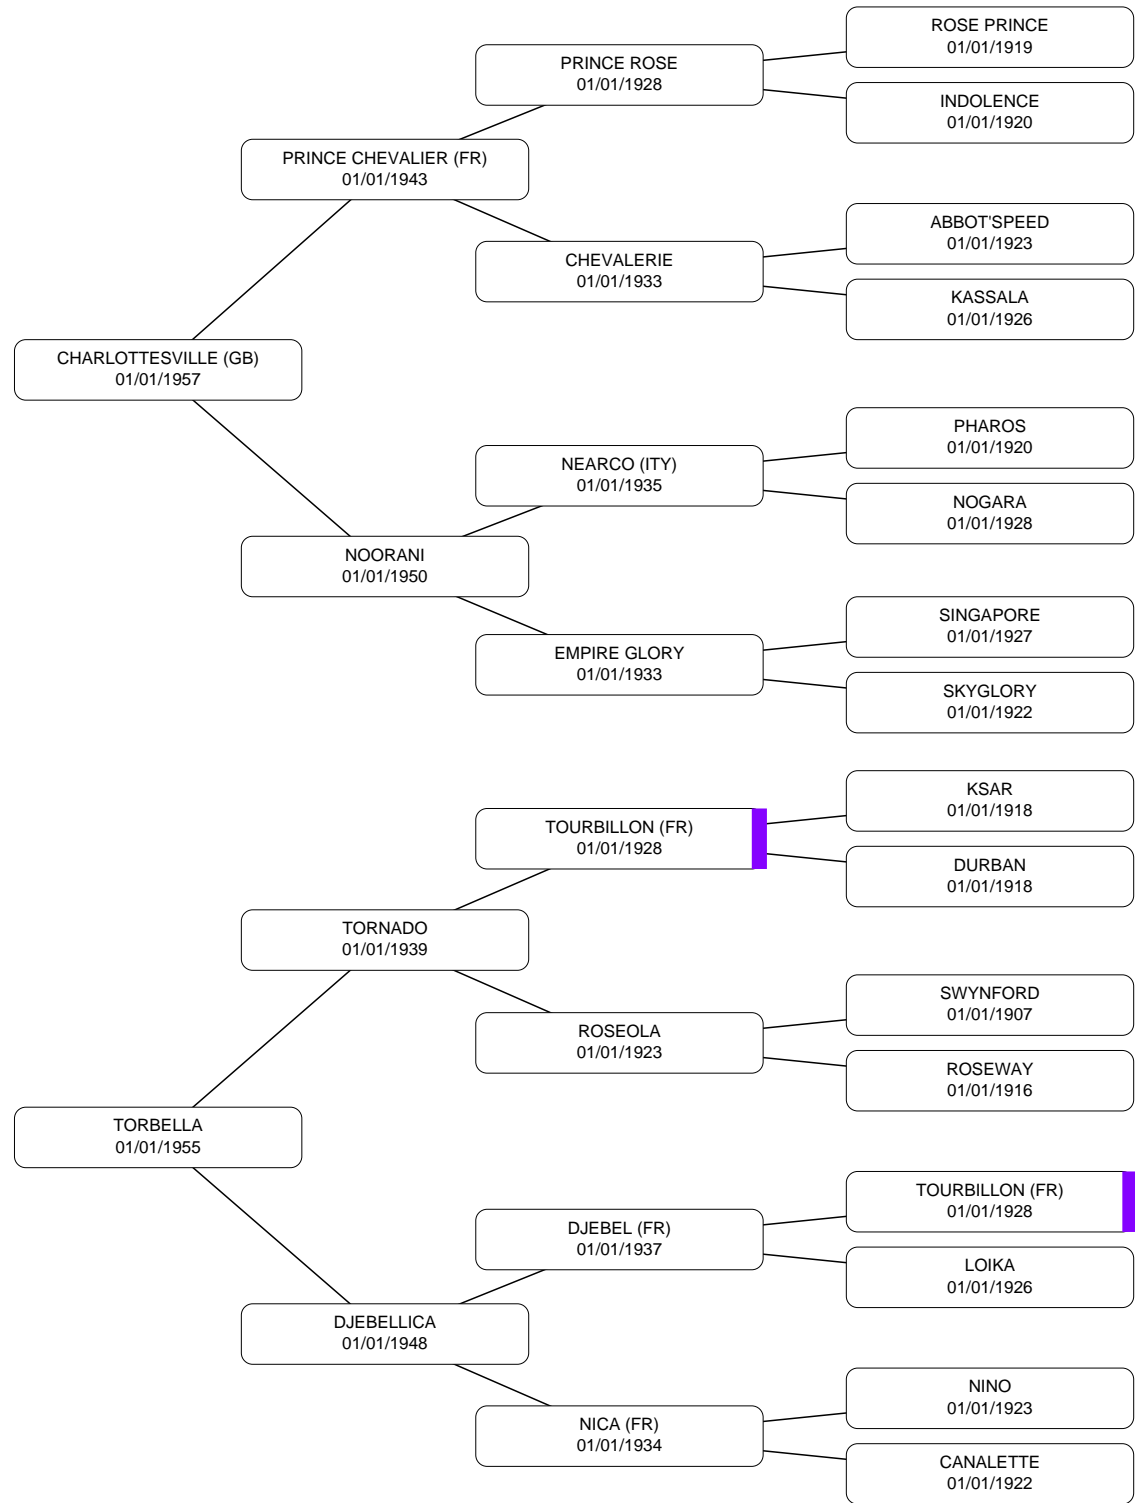 ROSE PRINCE
01/01/1919
PRINCE ROSE
01/01/1928
INDOLENCE
01/01/1920
PRINCE CHEVALIER (FR)
01/01/1943
ABBOT'SPEED
01/01/1923
CHEVALERIE
01/01/1933
KASSALA
01/01/1926
CHARLOTTESVILLE (GB)
01/01/1957
PHAROS
01/01/1920
NEARCO (ITY)
01/01/1935
NOGARA
01/01/1928
NOORANI
01/01/1950
SINGAPORE
01/01/1927
EMPIRE GLORY
01/01/1933
SKYGLORY
01/01/1922
KSAR
01/01/1918
TOURBILLON (FR)
01/01/1928
DURBAN
01/01/1918
TORNADO
01/01/1939
SWYNFORD
01/01/1907
ROSEOLA
01/01/1923
ROSEWAY
01/01/1916
TORBELLA
01/01/1955
TOURBILLON (FR)
01/01/1928
DJEBEL (FR)
01/01/1937
LOIKA
01/01/1926
DJEBELLICA
01/01/1948
NINO
01/01/1923
NICA (FR)
01/01/1934
CANALETTE
01/01/1922